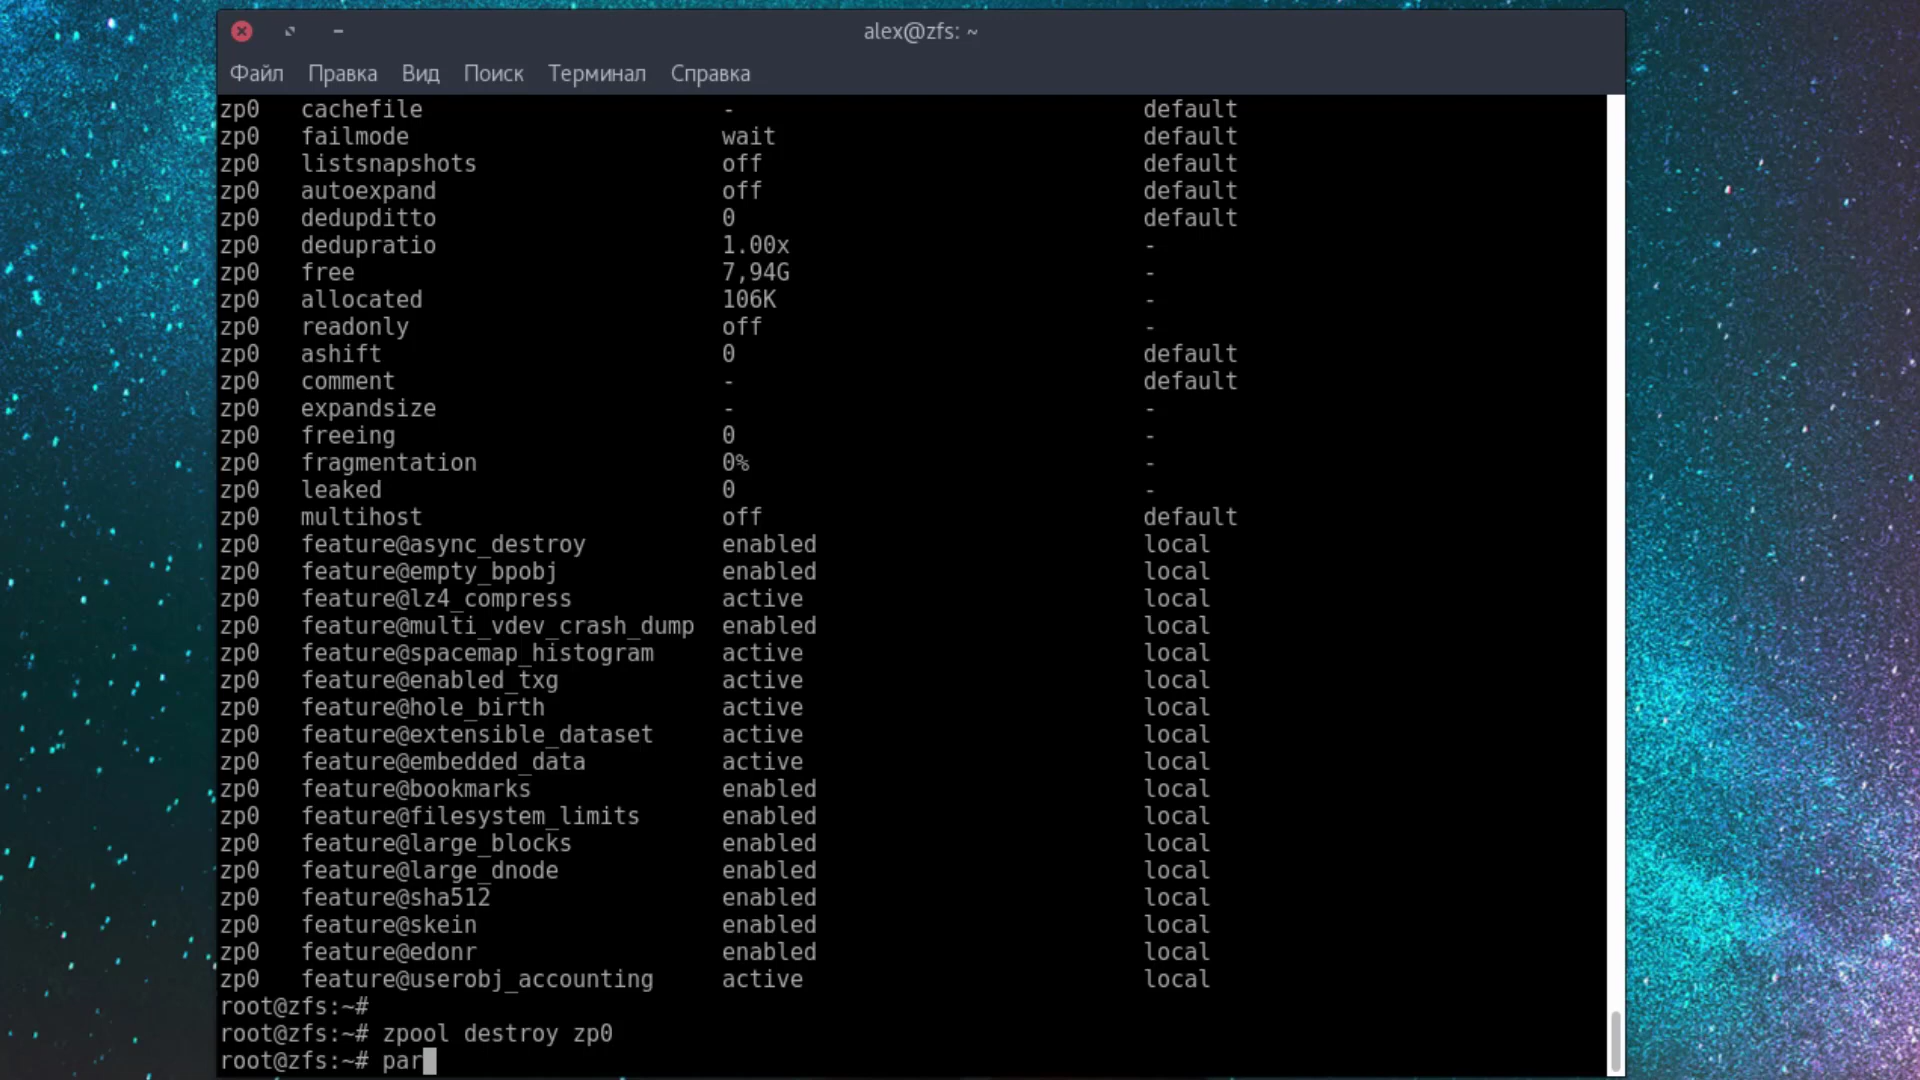 alex@zfs: ~
Файл Правка Вид Поиск Терминал Справка
zp0 cachefile - default
zp0 failmode wait default
zp0 listsnapshots off default
zp0 autoexpand off default
zp0 dedupditto 0 default
zp0 dedupratio 1.00x -
zp0 free 7,94G -
zp0 allocated 106K -
zp0 readonly off -
zp0 ashift 0 default
zp0 comment - default
zp0 expandsize - -
zp0 freeing 0 -
zp0 fragmentation 0% -
zp0 leaked 0 -
zp0 multihost off default
zp0 feature@async_destroy enabled local
zp0 feature@empty_bpobj enabled local
zp0 feature@lz4_compress active local
zp0 feature@multi_vdev_crash_dump enabled local
zp0 feature@spacemap_histogram active local
zp0 feature@enabled_txg active local
zp0 feature@hole_birth active local
zp0 feature@extensible_dataset active local
zp0 feature@embedded_data active local
zp0 feature@bookmarks enabled local
zp0 feature@filesystem_limits enabled local
zp0 feature@large_blocks enabled local
zp0 feature@large_dnode enabled local
zp0 feature@sha512 enabled local
zp0 feature@skein enabled local
zp0 feature@edonr enabled local
zp0 feature@userobj_accounting active local
root@zfs:~#
root@zfs:~# zpool destroy zp0
root@zfs:~# par